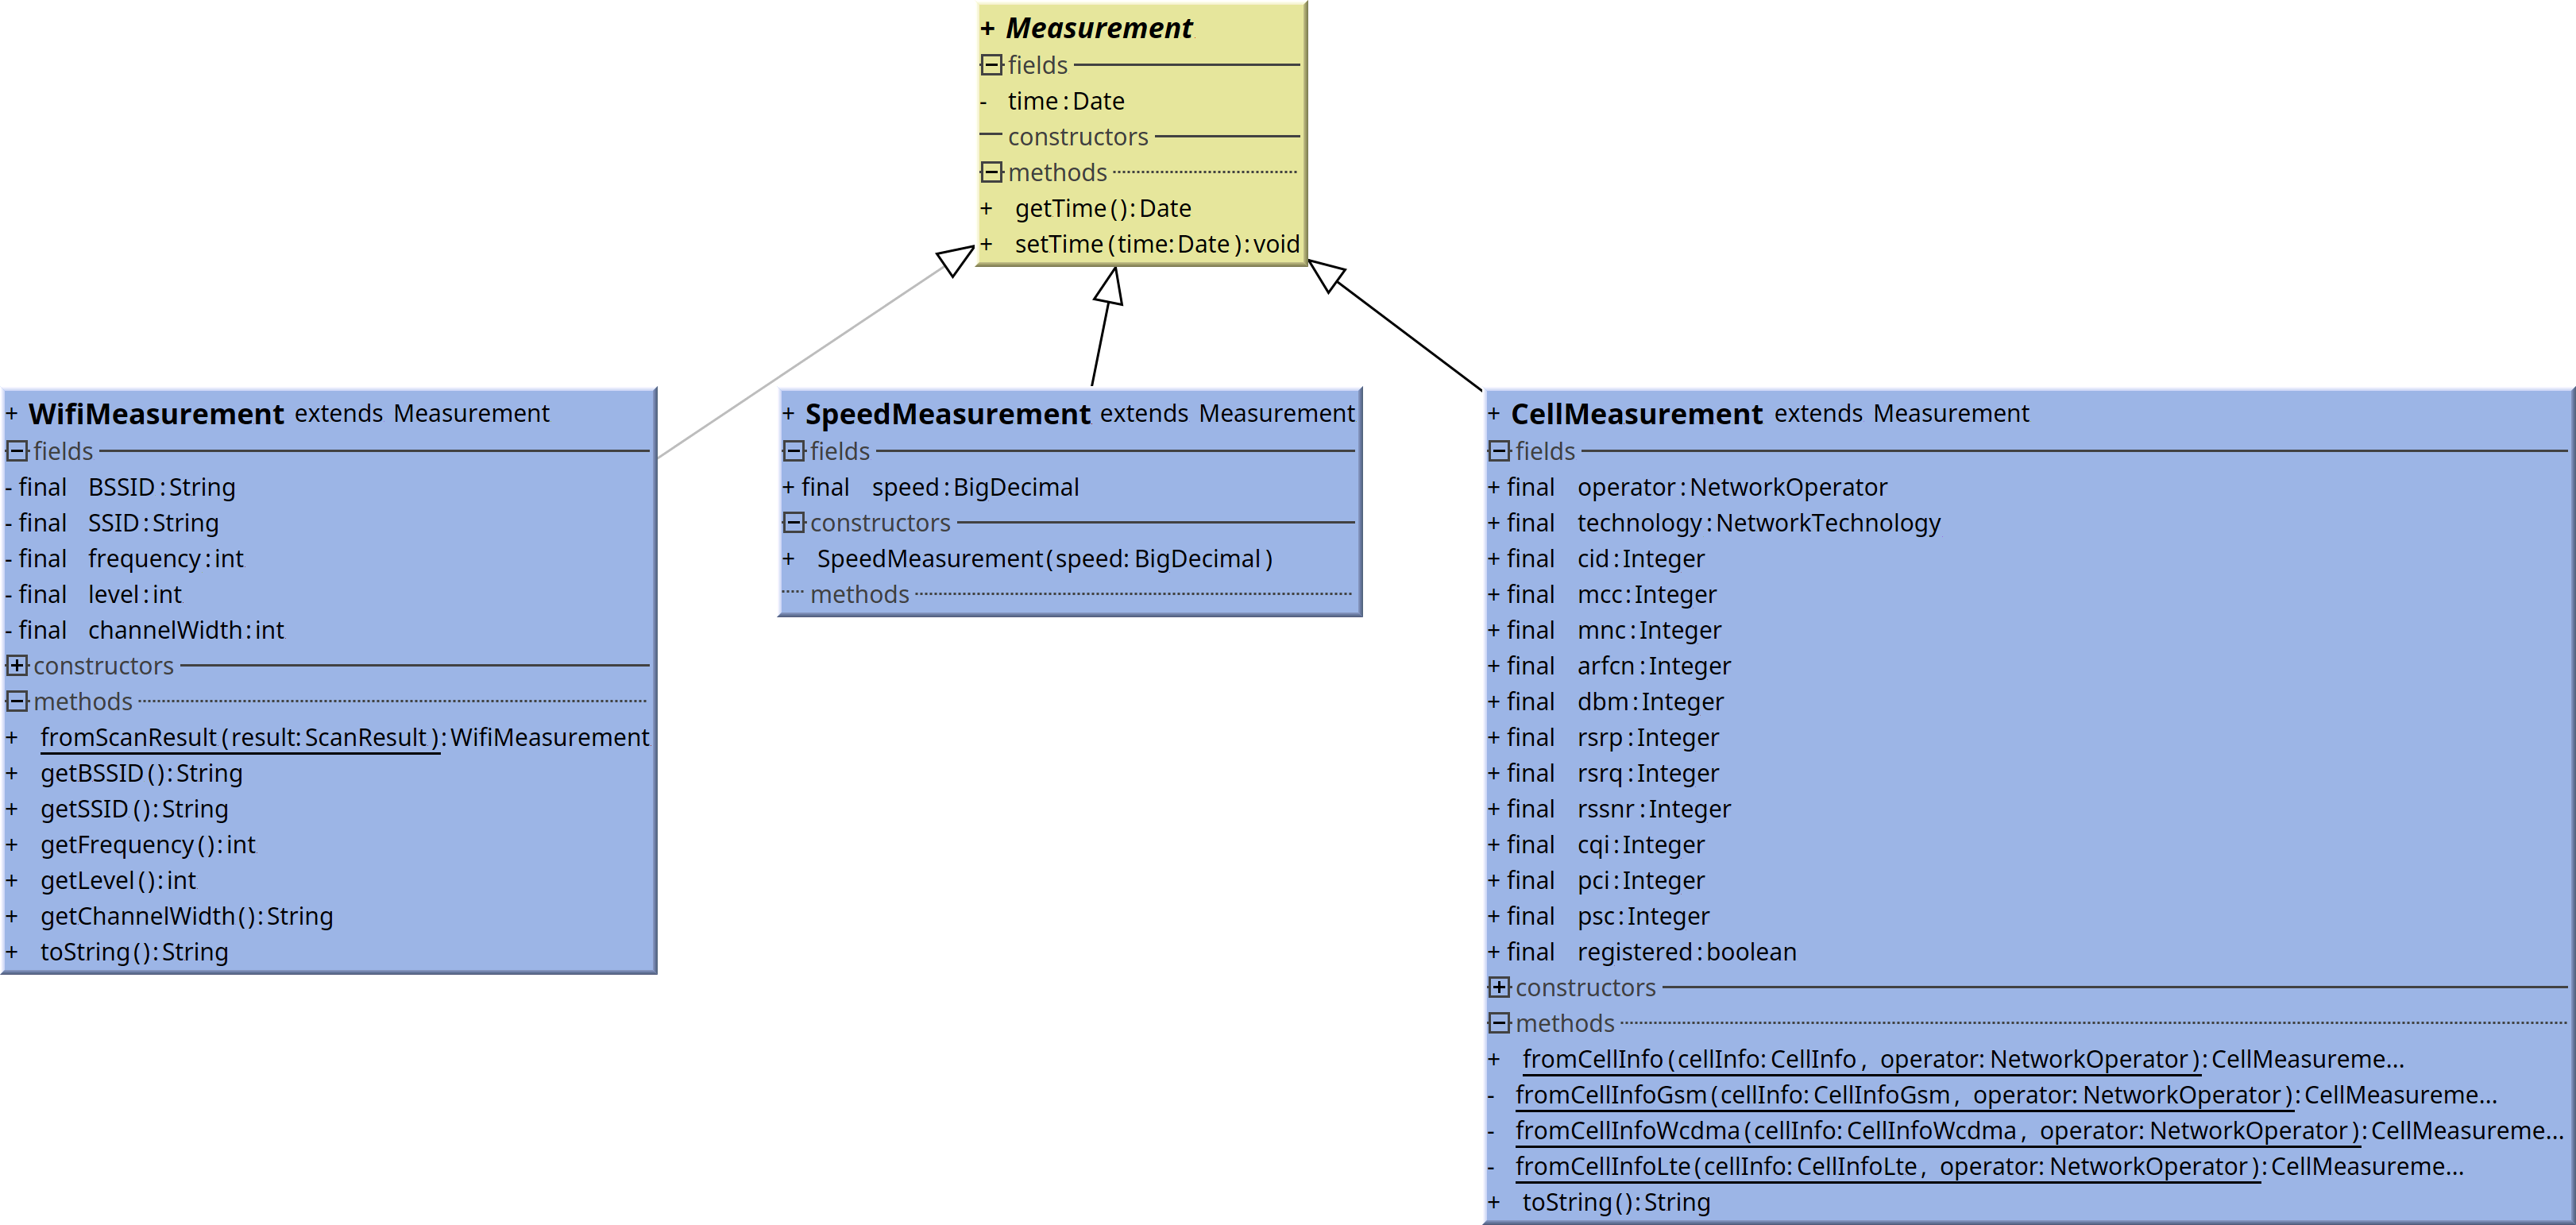 + Measurement
fields
- time : Date
constructors
methods
+ getTime () : Date
+ setTime (time: Date ) : void
+ WifiMeasurement extends Measurement
fields
- final BSSID : String
- final SSID : String
- final frequency : int
- final level : int
- final channelWidth : int
constructors
methods
+ fromScanResult (result: ScanResult ) : WifiMeasurement
+ getBSSID () : String
+ getSSID () : String
+ getFrequency () : int
+ getLevel () : int
+ getChannelWidth () : String
+ toString () : String
+ SpeedMeasurement extends Measurement
fields
+ final speed : BigDecimal
constructors
+ SpeedMeasurement (speed: BigDecimal )
methods
+ CellMeasurement extends Measurement
fields
+ final operator : NetworkOperator
+ final technology : NetworkTechnology
+ final cid : Integer
+ final mcc : Integer
+ final mnc : Integer
+ final arfcn : Integer
+ final dbm : Integer
+ final rsrp : Integer
+ final rsrq : Integer
+ final rssnr : Integer
+ final cqi : Integer
+ final pci : Integer
+ final psc : Integer
+ final registered : boolean
constructors
methods
+ fromCellInfo (cellInfo: CellInfo , operator: NetworkOperator ) : CellMeasureme...
- fromCellInfoGsm (cellInfo: CellInfoGsm , operator: NetworkOperator ) : CellMeasureme...
- fromCellInfoWcdma (cellInfo: CellInfoWcdma , operator: NetworkOperator ) : CellMeasureme...
- fromCellInfoLte (cellInfo: CellInfoLte , operator: NetworkOperator ) : CellMeasureme...
+ toString () : String